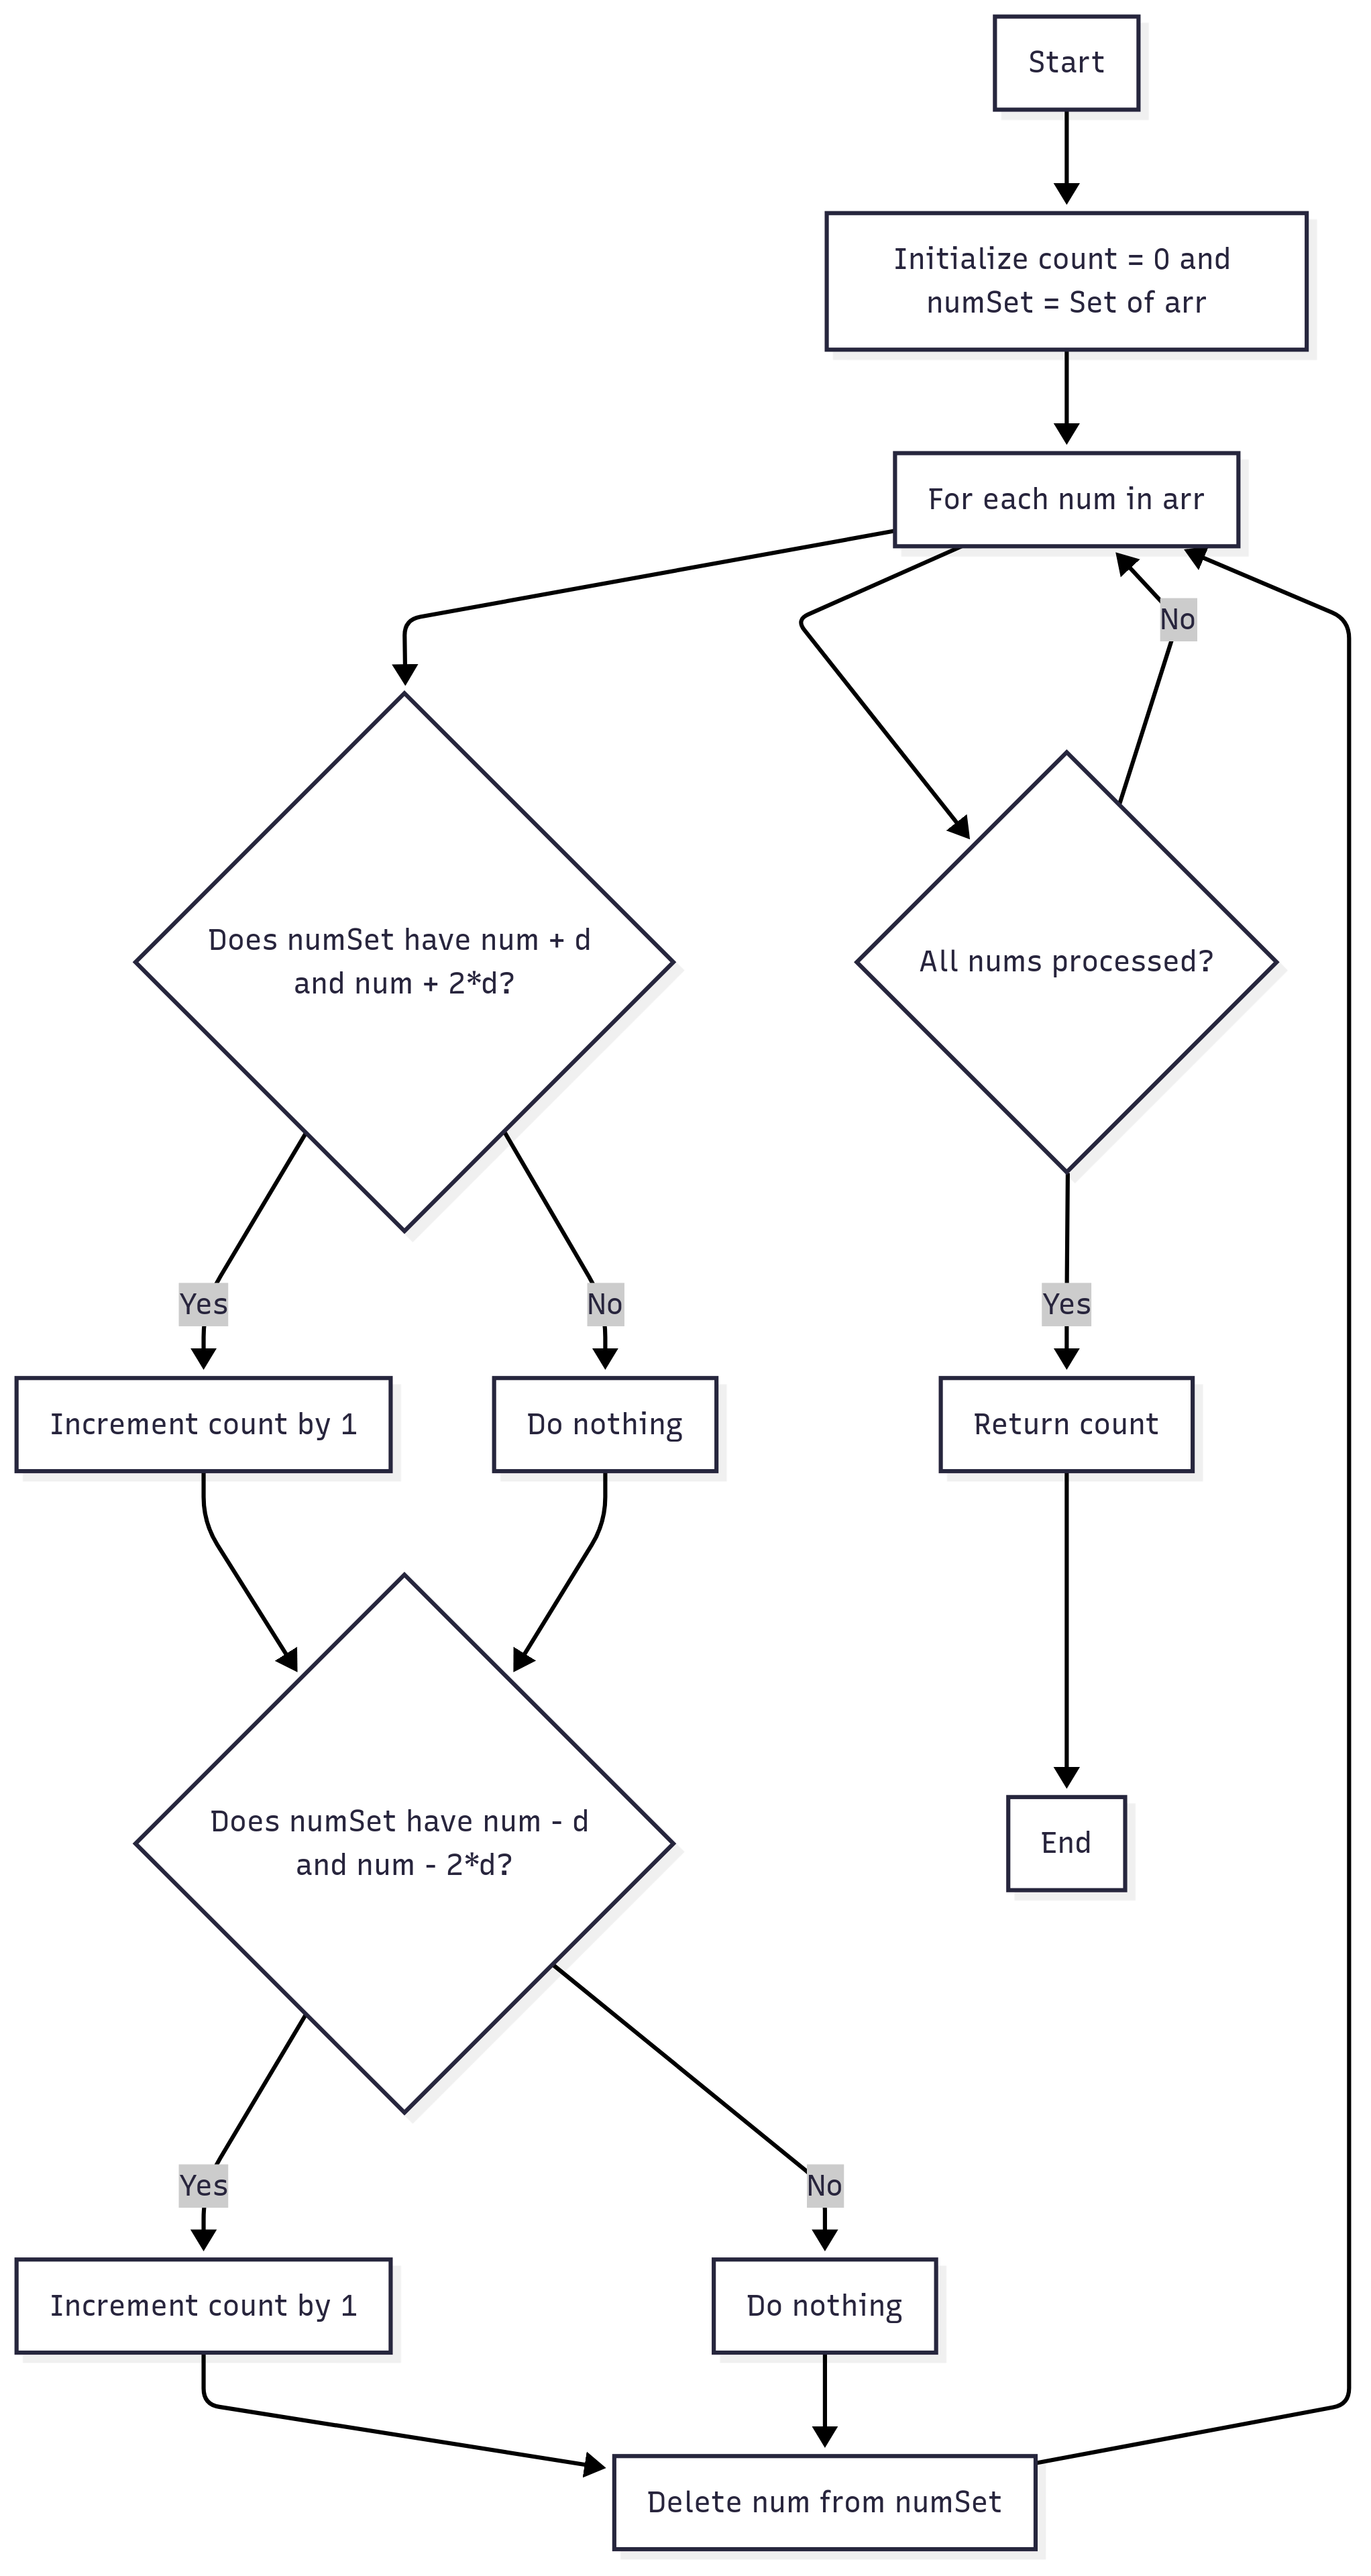 Start
Initialize count = 0 and
numSet = Set of arr
For each num in arr
No
Does numSet have num + d
and num + 2*d?
All nums processed?
Yes
No
Yes
Increment count by 1
Do nothing
Return count
Does numSet have num - d
and num - 2*d?
End
Yes
No
Increment count by 1
Do nothing
Delete num from numSet